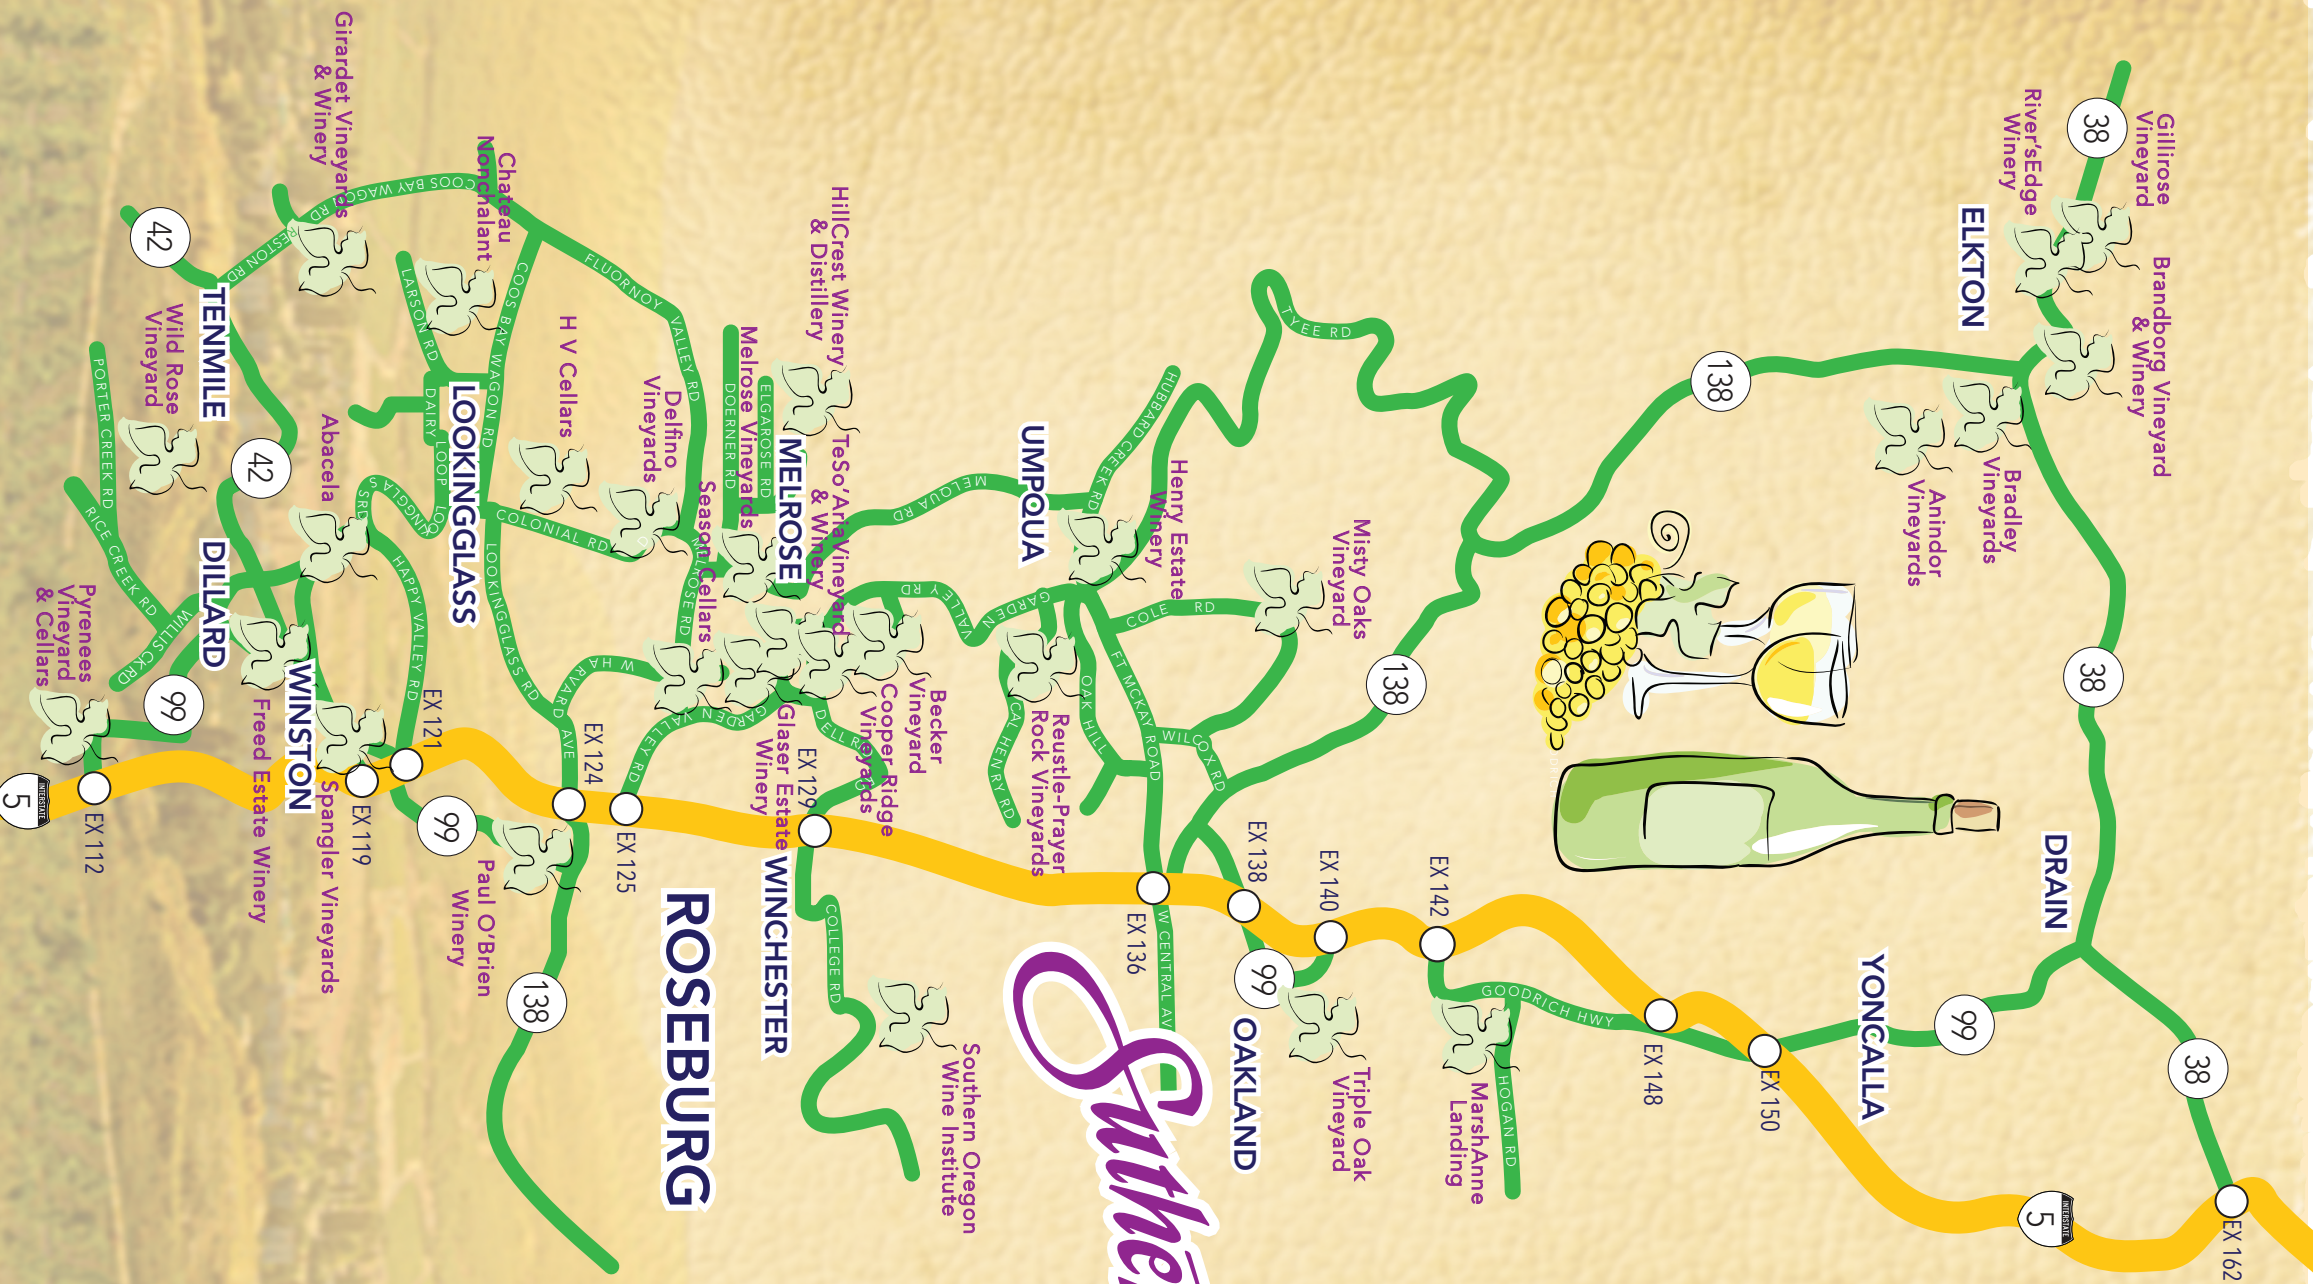 38
Gillirose
Vineyard
River'sEdge
Winery
ELKTON
Brandborg Vineyard
& Winery
Bradley
Vineyards
Anindor
Vineyards
138
38
DRAIN
38
99
YONCALLA
EX 162
INTERSTATE
5
EX 150
EX 148
GOODRICH HWY
HOGAN RD
MarshAnne
Landing
EX 142
EX 140
EX 138
99
OAKLAND
Triple Oak
Vineyard
138
TYEE RD
HUBBARD CREEK RD
Henry Estate
Winery
Misty Oaks
Vineyard
COLE RD
UMPQUA
MELQUA RD
GARDEN VALLEY RD
FT MCKAY ROAD
WILCOX RD
OAK HILL
CAL HENRY RD
Reustle-Prayer
Rock Vineyards
EX 136
W CENTRAL AV
Suthe
HillCrest Winery
& Distillery
MELROSE
ELGAROSE RD
DOERNER RD
Melrose Vineyards
TeSo'AriaVineyard
& Winery
Season Cellars
MELROSE RD
Becker
Vineyard
Cooper Ridge
Vineyards
Glaser Estate
Winery
DELL RD
EX 129
WINCHESTER
COLLEGE RD
Southern Oregon
Wine Institute
GARDEN VALLEY RD
ROSEBURG
EX 125
EX 124
W HARVARD AVE
138
Paul O'Brien
Winery
99
FLUORNOY VALLEY RD
Delfino
Vineyards
H V Cellars
COLONIAL RD
Chateau
Nonchalant
COOS BAY WAGON RD
COOS BAY WAGON RD
LARSON RD
DAIRY LOOP RD
LOOKINGGLASS
LOOKINGGLASS RD
LOOKINGGLAS
SRD
HAPPY VALLEY RD
EX 121
EX 119
Girardet Vineyards
& Winery
RESTON RD
42
TENMILE
42
Wild Rose
Vineyard
Abacela
PORTER CREEK RD
RICE CREEK RD
WILLIS CK RD
DILLARD
WINSTON
99
Freed Estate Winery
Spangler Vineyards
Pyrenees
Vineyard
& Cellars
EX 112
INTERSTATE
5